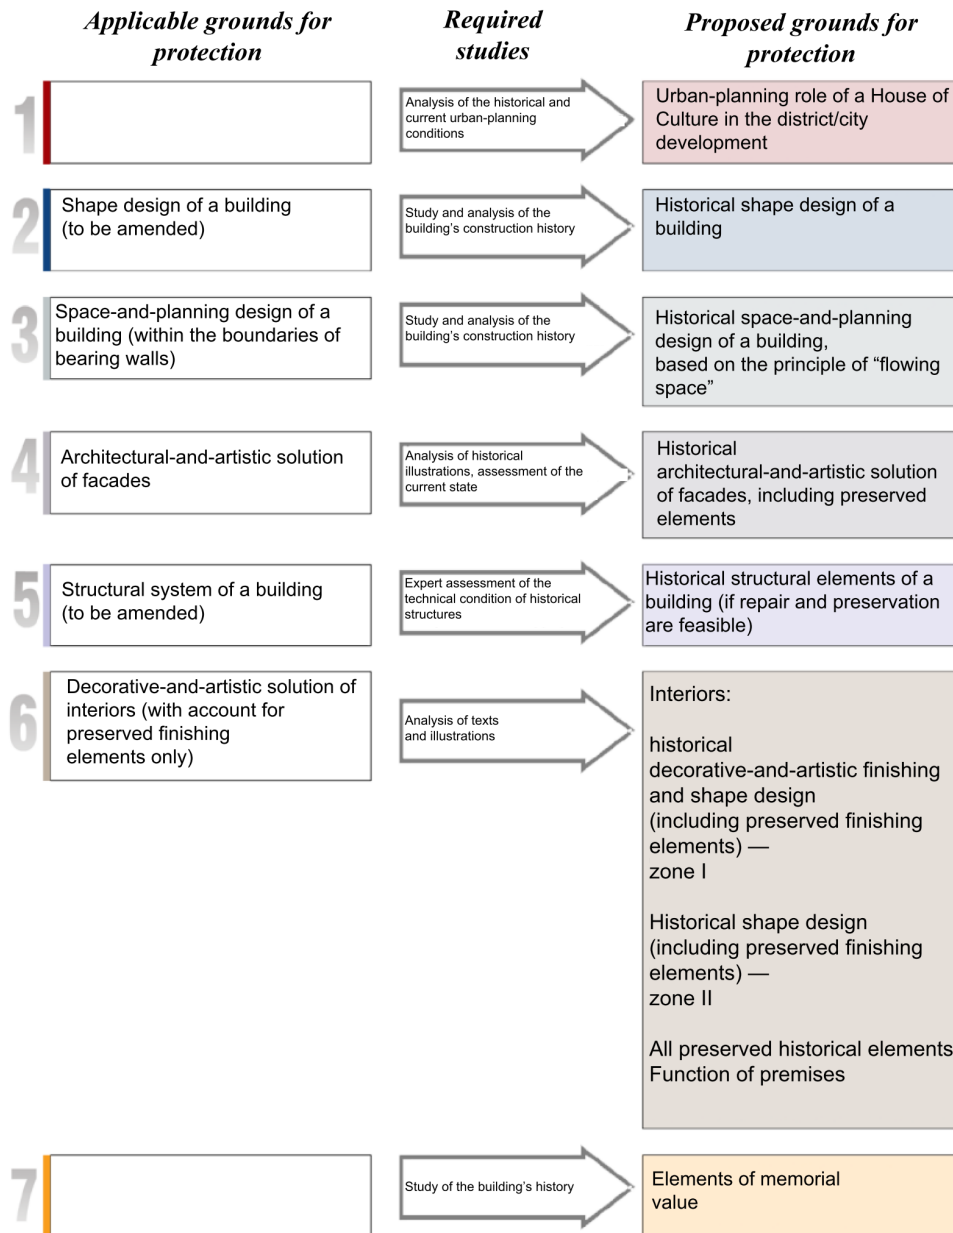 Applicable grounds for
protection
Required
studies
Proposed grounds for
protection
1
Analysis of the historical and
current urban-planning
conditions
Urban-planning role of a House of
Culture in the district/city
development
2
Shape design of a building
(to be amended)
Study and analysis of the
building's construction history
Historical shape design of a
building
3
Space-and-planning design of a
building (within the boundaries of
bearing walls)
Study and analysis of the
building's construction history
Historical space-and-planning
design of a building,
based on the principle of “flowing
space”
4
Architectural-and-artistic solution
of facades
Analysis of historical
illustrations, assessment of the
current state
Historical
architectural-and-artistic solution
of facades, including preserved
elements
5
Structural system of a building
(to be amended)
Expert assessment of the
technical condition of historical
structures
Historical structural elements of a
building (if repair and preservation
are feasible)
6
Decorative-and-artistic solution of
interiors (with account for
preserved finishing
elements only)
Analysis of texts
and illustrations
Interiors:
historical
decorative-and-artistic finishing
and shape design
(including preserved finishing
elements) —
zone I
Historical shape design
(including preserved finishing
elements) —
zone II
All preserved historical elements
Function of premises
7
Study of the building's history
Elements of memorial
value